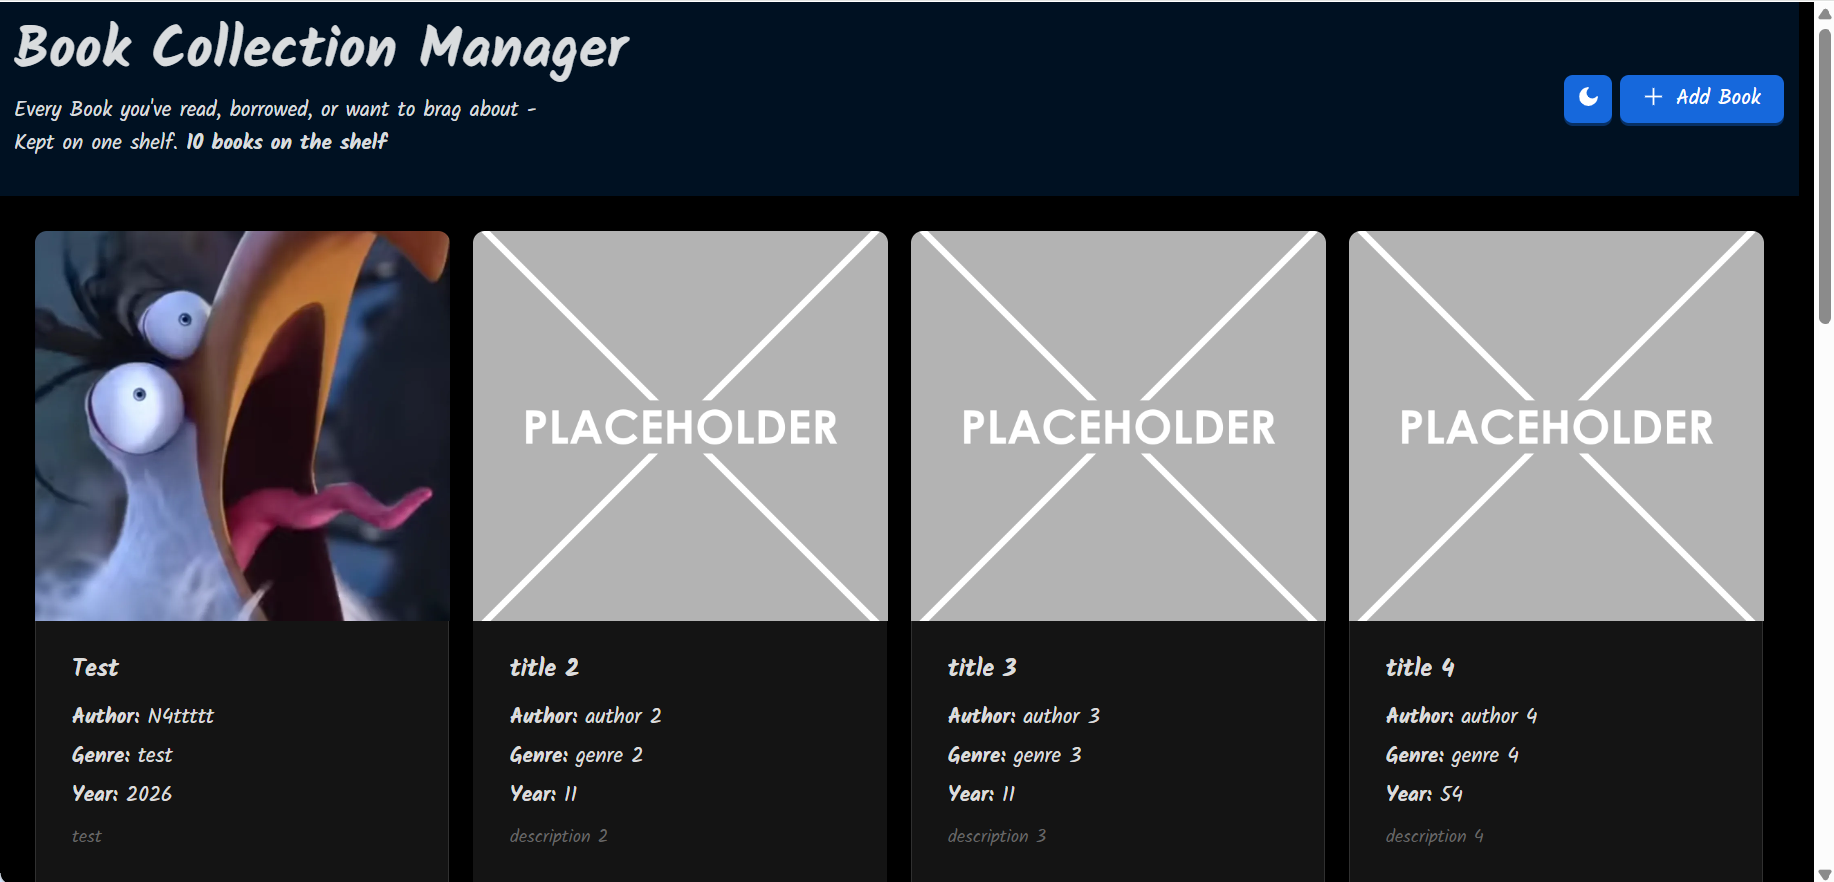 Book Collection Manager
Every Book you've read, borrowed, or want to brag about -
Kept on one shelf. 10 books on the shelf
+ Add Book
PLACEHOLDER
PLACEHOLDER
PLACEHOLDER
Test
Author: N4ttttt
Genre: test
Year: 2026
test
title 2
Author: author 2
Genre: genre 2
Year: 11
description 2
title 3
Author: author 3
Genre: genre 3
Year: 11
description 3
title 4
Author: author 4
Genre: genre 4
Year: 54
description 4